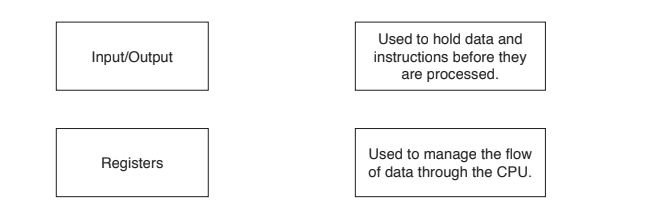 Input/Output
Used to hold data and
instructions before they
are processed.
Registers
Used to manage the flow
of data through the CPU.